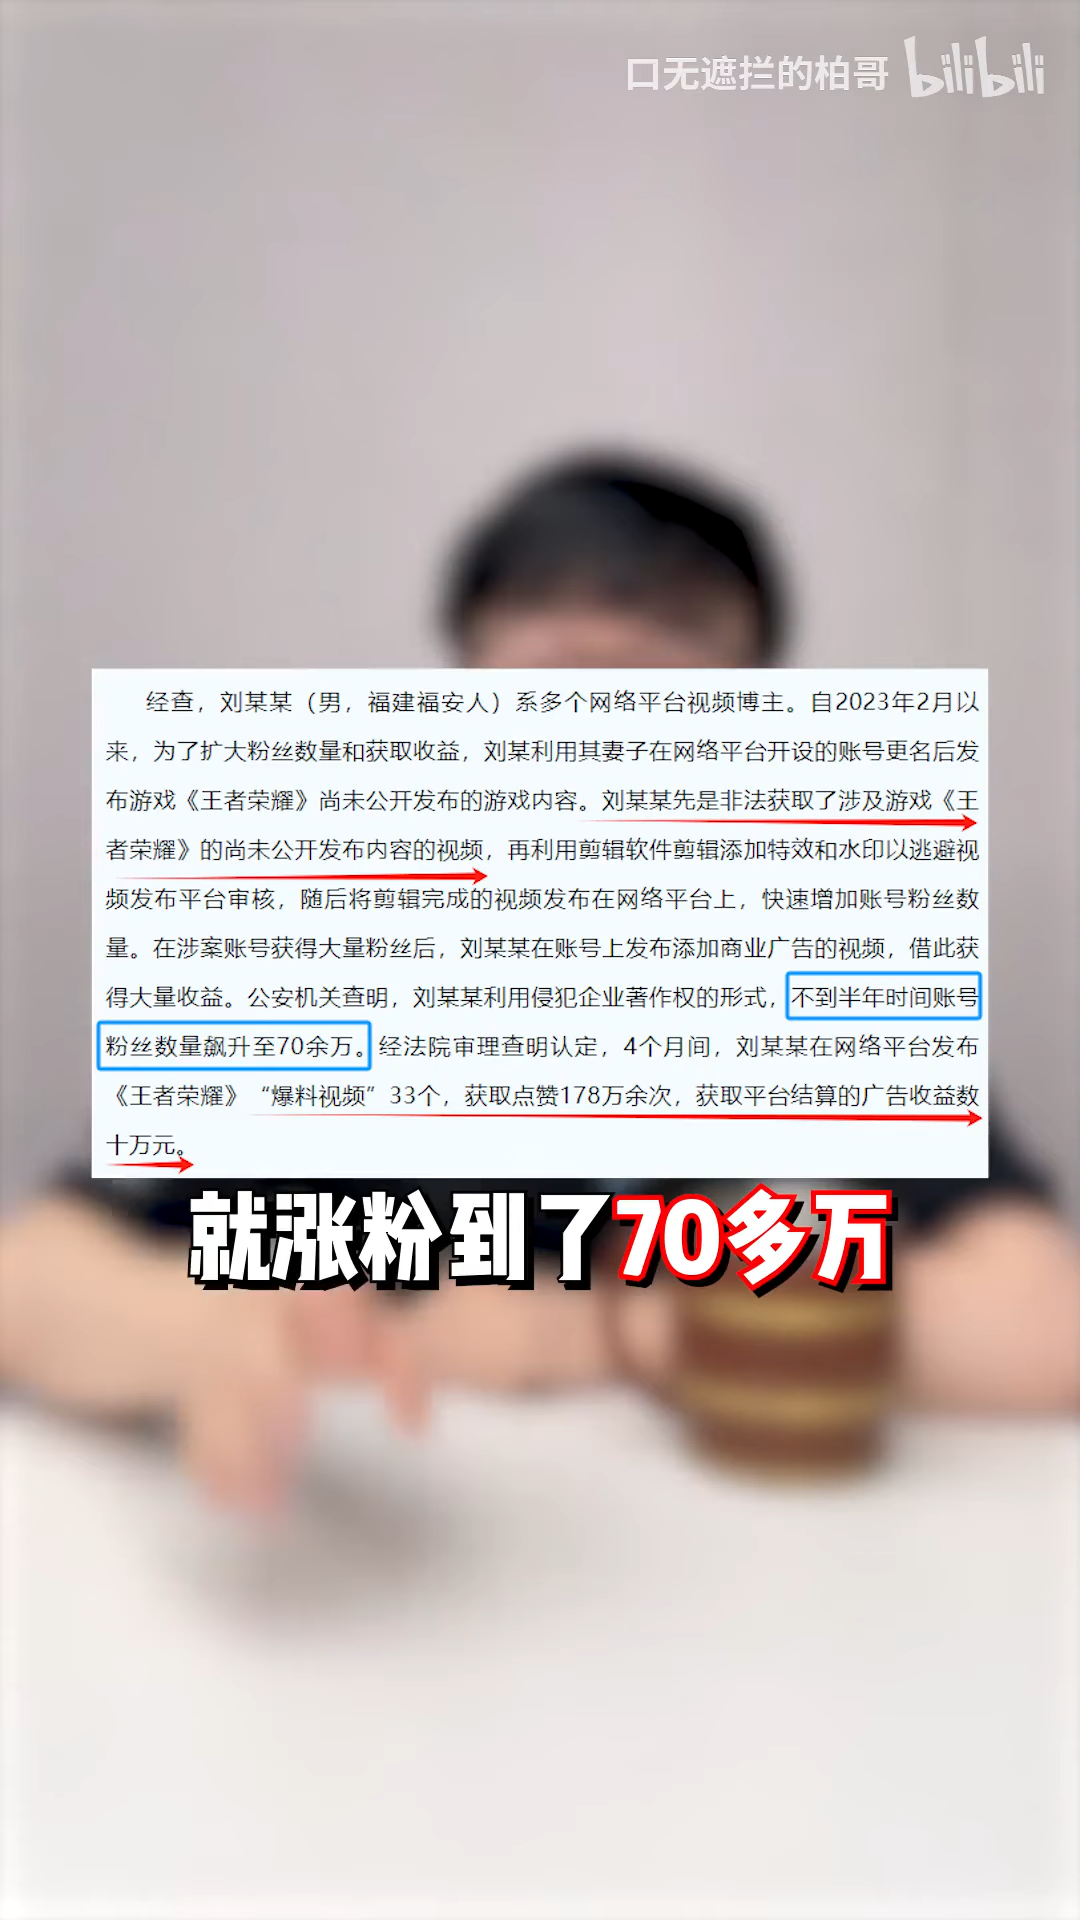 口无遮拦的柏哥 bilibili
经查，刘某某（男，福建福安人）系多个网络平台视频博主。自2023年2月以
来，为了扩大粉丝数量和获取收益，刘某利用其妻子在网络平台开设的账号更名后发
布游戏《王者荣耀》尚未公开发布的游戏内容。刘某某先是非法获取了涉及游戏《王
者荣耀》的尚未公开发布内容的视频，再利用剪辑软件剪辑添加特效和水印以逃避视
频发布平台审核，随后将剪辑完成的视频发布在网络平台上，快速增加账号粉丝数
量。在涉案账号获得大量粉丝后，刘某某在账号上发布添加商业广告的视频，借此获
得大量收益。公安机关查明，刘某某利用侵犯企业著作权的形式，不到半年时间账号
粉丝数量飙升至70余万。经法院审理查明认定，4个月间，刘某某在网络平台发布
《王者荣耀》“爆料视频”33个，获取点赞178万余次，获取平台结算的广告收益数
十万元。
就涨粉到了70多万